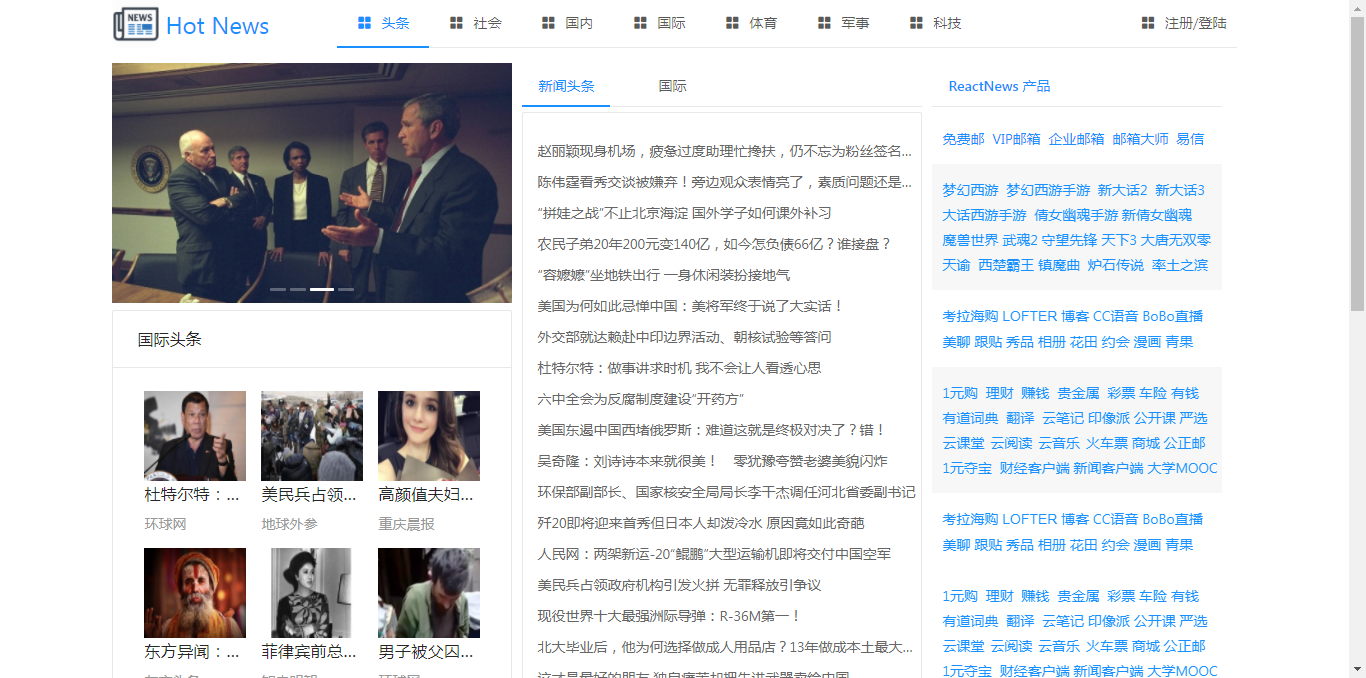 NEWS
Hot News
头条 社会 国内 国际 体育 军事 科技 注册/登陆
国际头条
杜特尔特：...
环球网
美民兵占领...
地球外参
高颜值夫妇...
重庆晨报
东方异闻：...
菲律宾前总...
男子被父囚...
新闻头条 国际
赵丽颖现身机场，疲惫过度助理忙搀扶，仍不忘为粉丝签名...
陈伟霆看秀交谈被嫌弃！旁边观众表情亮了，素质问题还是...
“拼娃之战”不止北京海淀 国外学子如何课外补习
农民子弟20年200元变140亿，如今怎负债66亿？谁接盘？
“容嬷嬷”坐地铁出行 一身休闲装扮接地气
美国为何如此忌惮中国：美将军终于说了大实话！
外交部就达赖赴中印边界活动、朝核试验等答问
杜特尔特：做事讲求时机 我不会让人看透心思
六中全会为反腐制度建设“开药方”
美国东遏中国西堵俄罗斯：难道这就是终极对决了？错！
吴奇隆：刘诗诗本来就很美！　零犹豫夸赞老婆美貌闪炸
环保部副部长、国家核安全局局长李干杰调任河北省委副书记
歼20即将迎来首秀但日本人却泼冷水 原因竟如此奇葩
人民网：两架新运-20“鲲鹏”大型运输机即将交付中国空军
美民兵占领政府机构引发火拼 无罪释放引争议
现役世界十大最强洲际导弹：R-36M第一！
北大毕业后，他为何选择做成人用品店？13年做成本土最大...
ReactNews 产品
免费邮 VIP邮箱 企业邮箱 邮箱大师 易信
梦幻西游 梦幻西游手游 新大话2 新大话3
大话西游手游 倩女幽魂手游 新倩女幽魂
魔兽世界 武魂2 守望先锋 天下3 大唐无双零
天谕 西楚霸王 镇魔曲 炉石传说 率土之滨
考拉海购 LOFTER 博客 CC语音 BoBo直播
美聊 跟贴 秀品 相册 花田 约会 漫画 青果
1元购 理财 赚钱 贵金属 彩票 车险 有钱
有道词典 翻译 云笔记 印像派 公开课 严选
云课堂 云阅读 云音乐 火车票 商城 公正邮
1元夺宝 财经客户端 新闻客户端 大学MOOC
考拉海购 LOFTER 博客 CC语音 BoBo直播
美聊 跟贴 秀品 相册 花田 约会 漫画 青果
1元购 理财 赚钱 贵金属 彩票 车险 有钱
有道词典 翻译 云笔记 印像派 公开课 严选
云课堂 云阅读 云音乐 火车票 商城 公正邮
1元夺宝 财经客户端 新闻客户端 大学MOOC